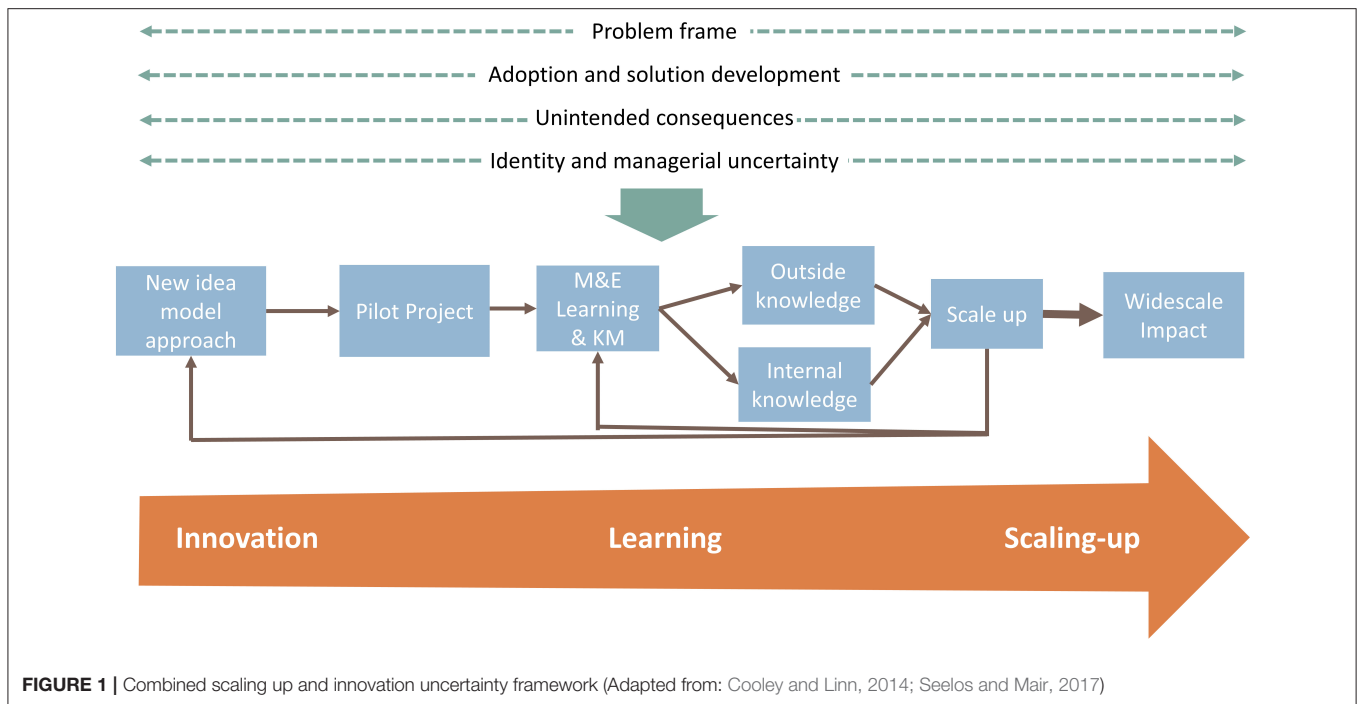 Problem frame
Adoption and solution development
Unintended consequences
Identity and managerial uncertainty
New idea
model
approach
Pilot Project
M&E
Learning
& KM
Outside
knowledge
Internal
knowledge
Scale up
Widescale
Impact
Innovation
Learning
Scaling-up
FIGURE 1 | Combined scaling up and innovation uncertainty framework (Adapted from: Cooley and Linn, 2014; Seelos and Mair, 2017)